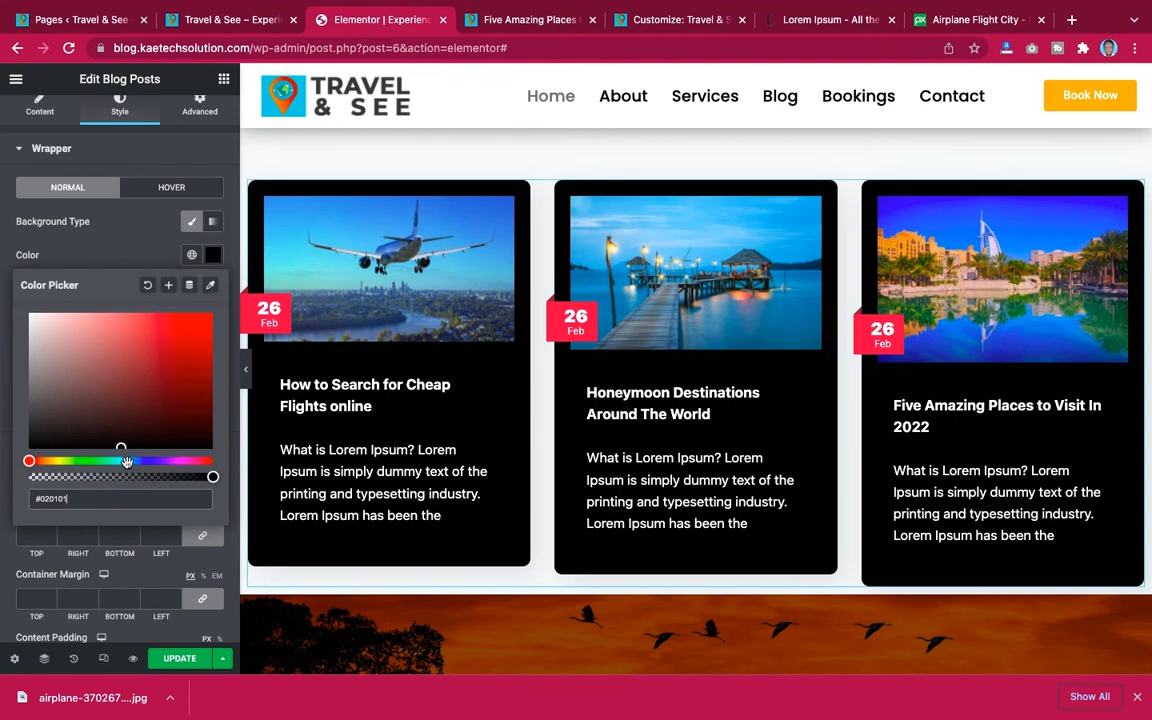 Pages ‹ Travel & See -
Travel & See – Experi
Elementor | Experienc
Five Amazing Places
Customize: Travel & S
Lorem Ipsum - All the
Airplane Flight City -
blog.kaetechsolution.com/wp-admin/post.php?post=6&action=elementor#
Edit Blog Posts
Content
Style
Advanced
Wrapper
NORMAL
HOVER
Background Type
Color
Color Picker
#020101
TOP
RIGHT
BOTTOM
LEFT
Container Margin
PX
%
EM
TOP
RIGHT
BOTTOM
LEFT
Content Padding
PX
%
UPDATE
TRAVEL
& SEE
Home
About
Services
Blog
Bookings
Contact
Book Now
26
Feb
How to Search for Cheap
Flights online
What is Lorem Ipsum? Lorem
Ipsum is simply dummy text of the
printing and typesetting industry.
Lorem Ipsum has been the
26
Feb
Honeymoon Destinations
Around The World
What is Lorem Ipsum? Lorem
Ipsum is simply dummy text of the
printing and typesetting industry.
Lorem Ipsum has been the
26
Feb
Five Amazing Places to Visit In
2022
What is Lorem Ipsum? Lorem
Ipsum is simply dummy text of the
printing and typesetting industry.
Lorem Ipsum has been the
airplane-370267....jpg
Show All